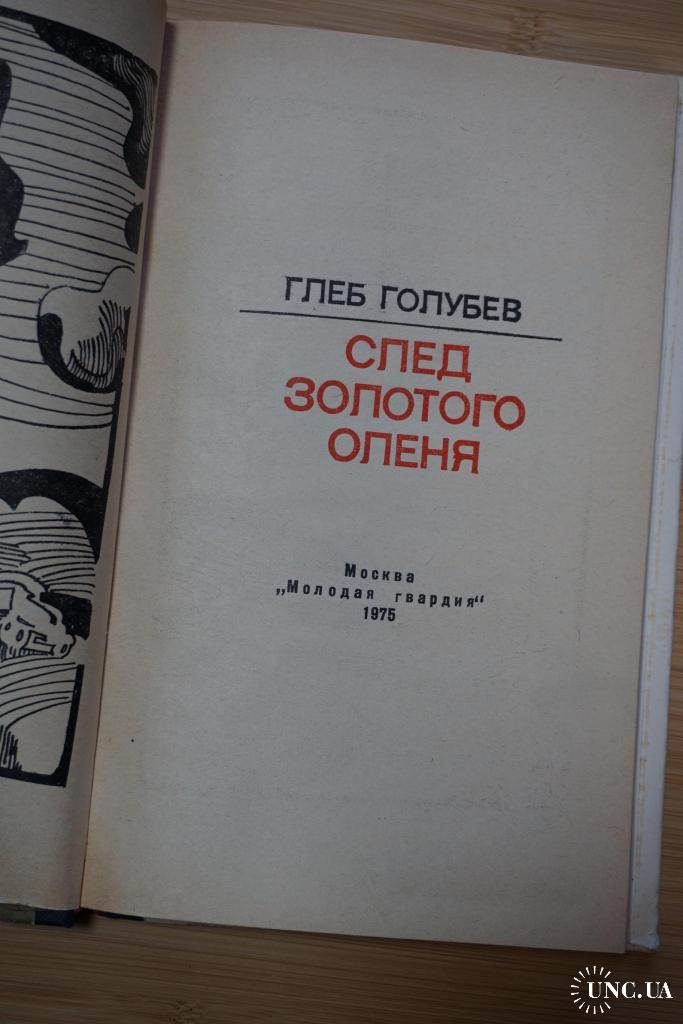 ГЛЕБ ГОЛУБЕВ
СЛЕД
ЗОЛОТОГО
ОЛЕНЯ
Москва
„Молодая гвардия“
1975
UNC.UA